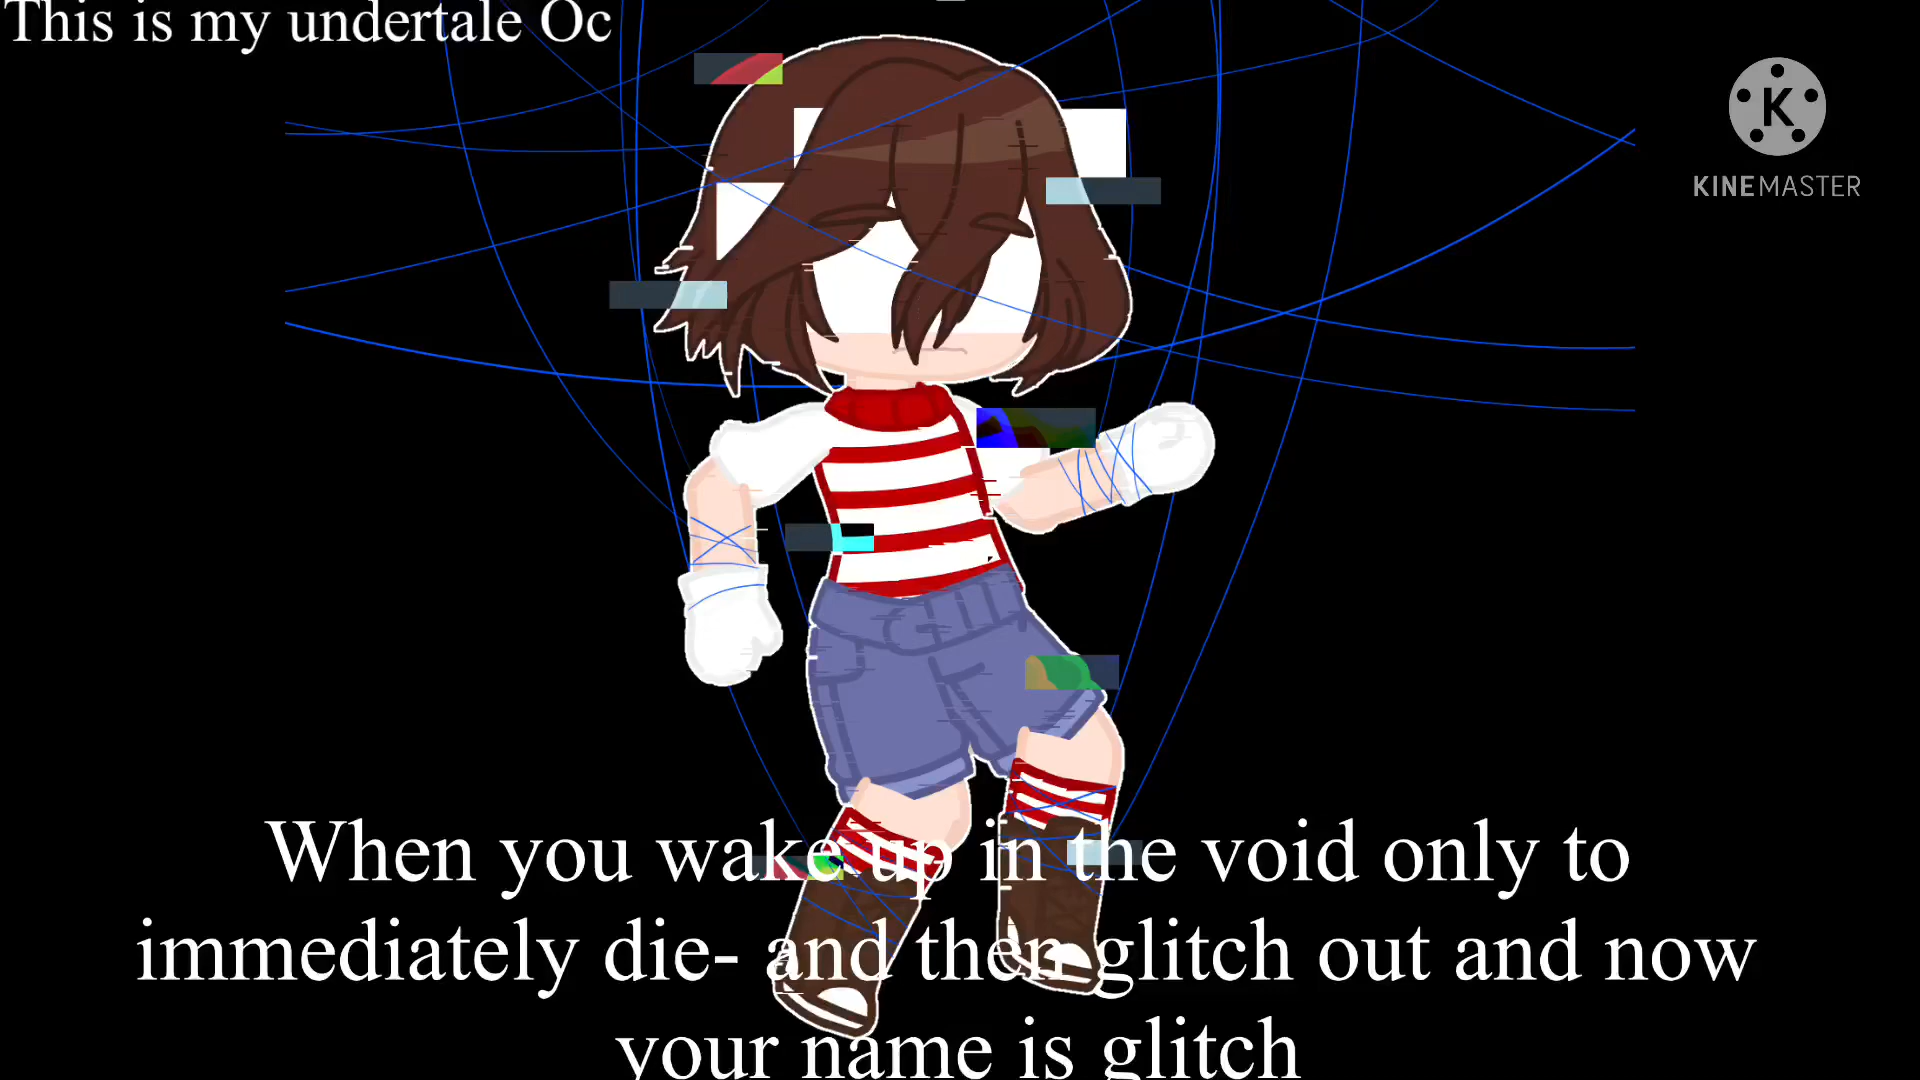 This is my undertale Oc
KINEMASTER
When you wake up in the void only to
immediately die- and then glitch out and now
your name is glitch